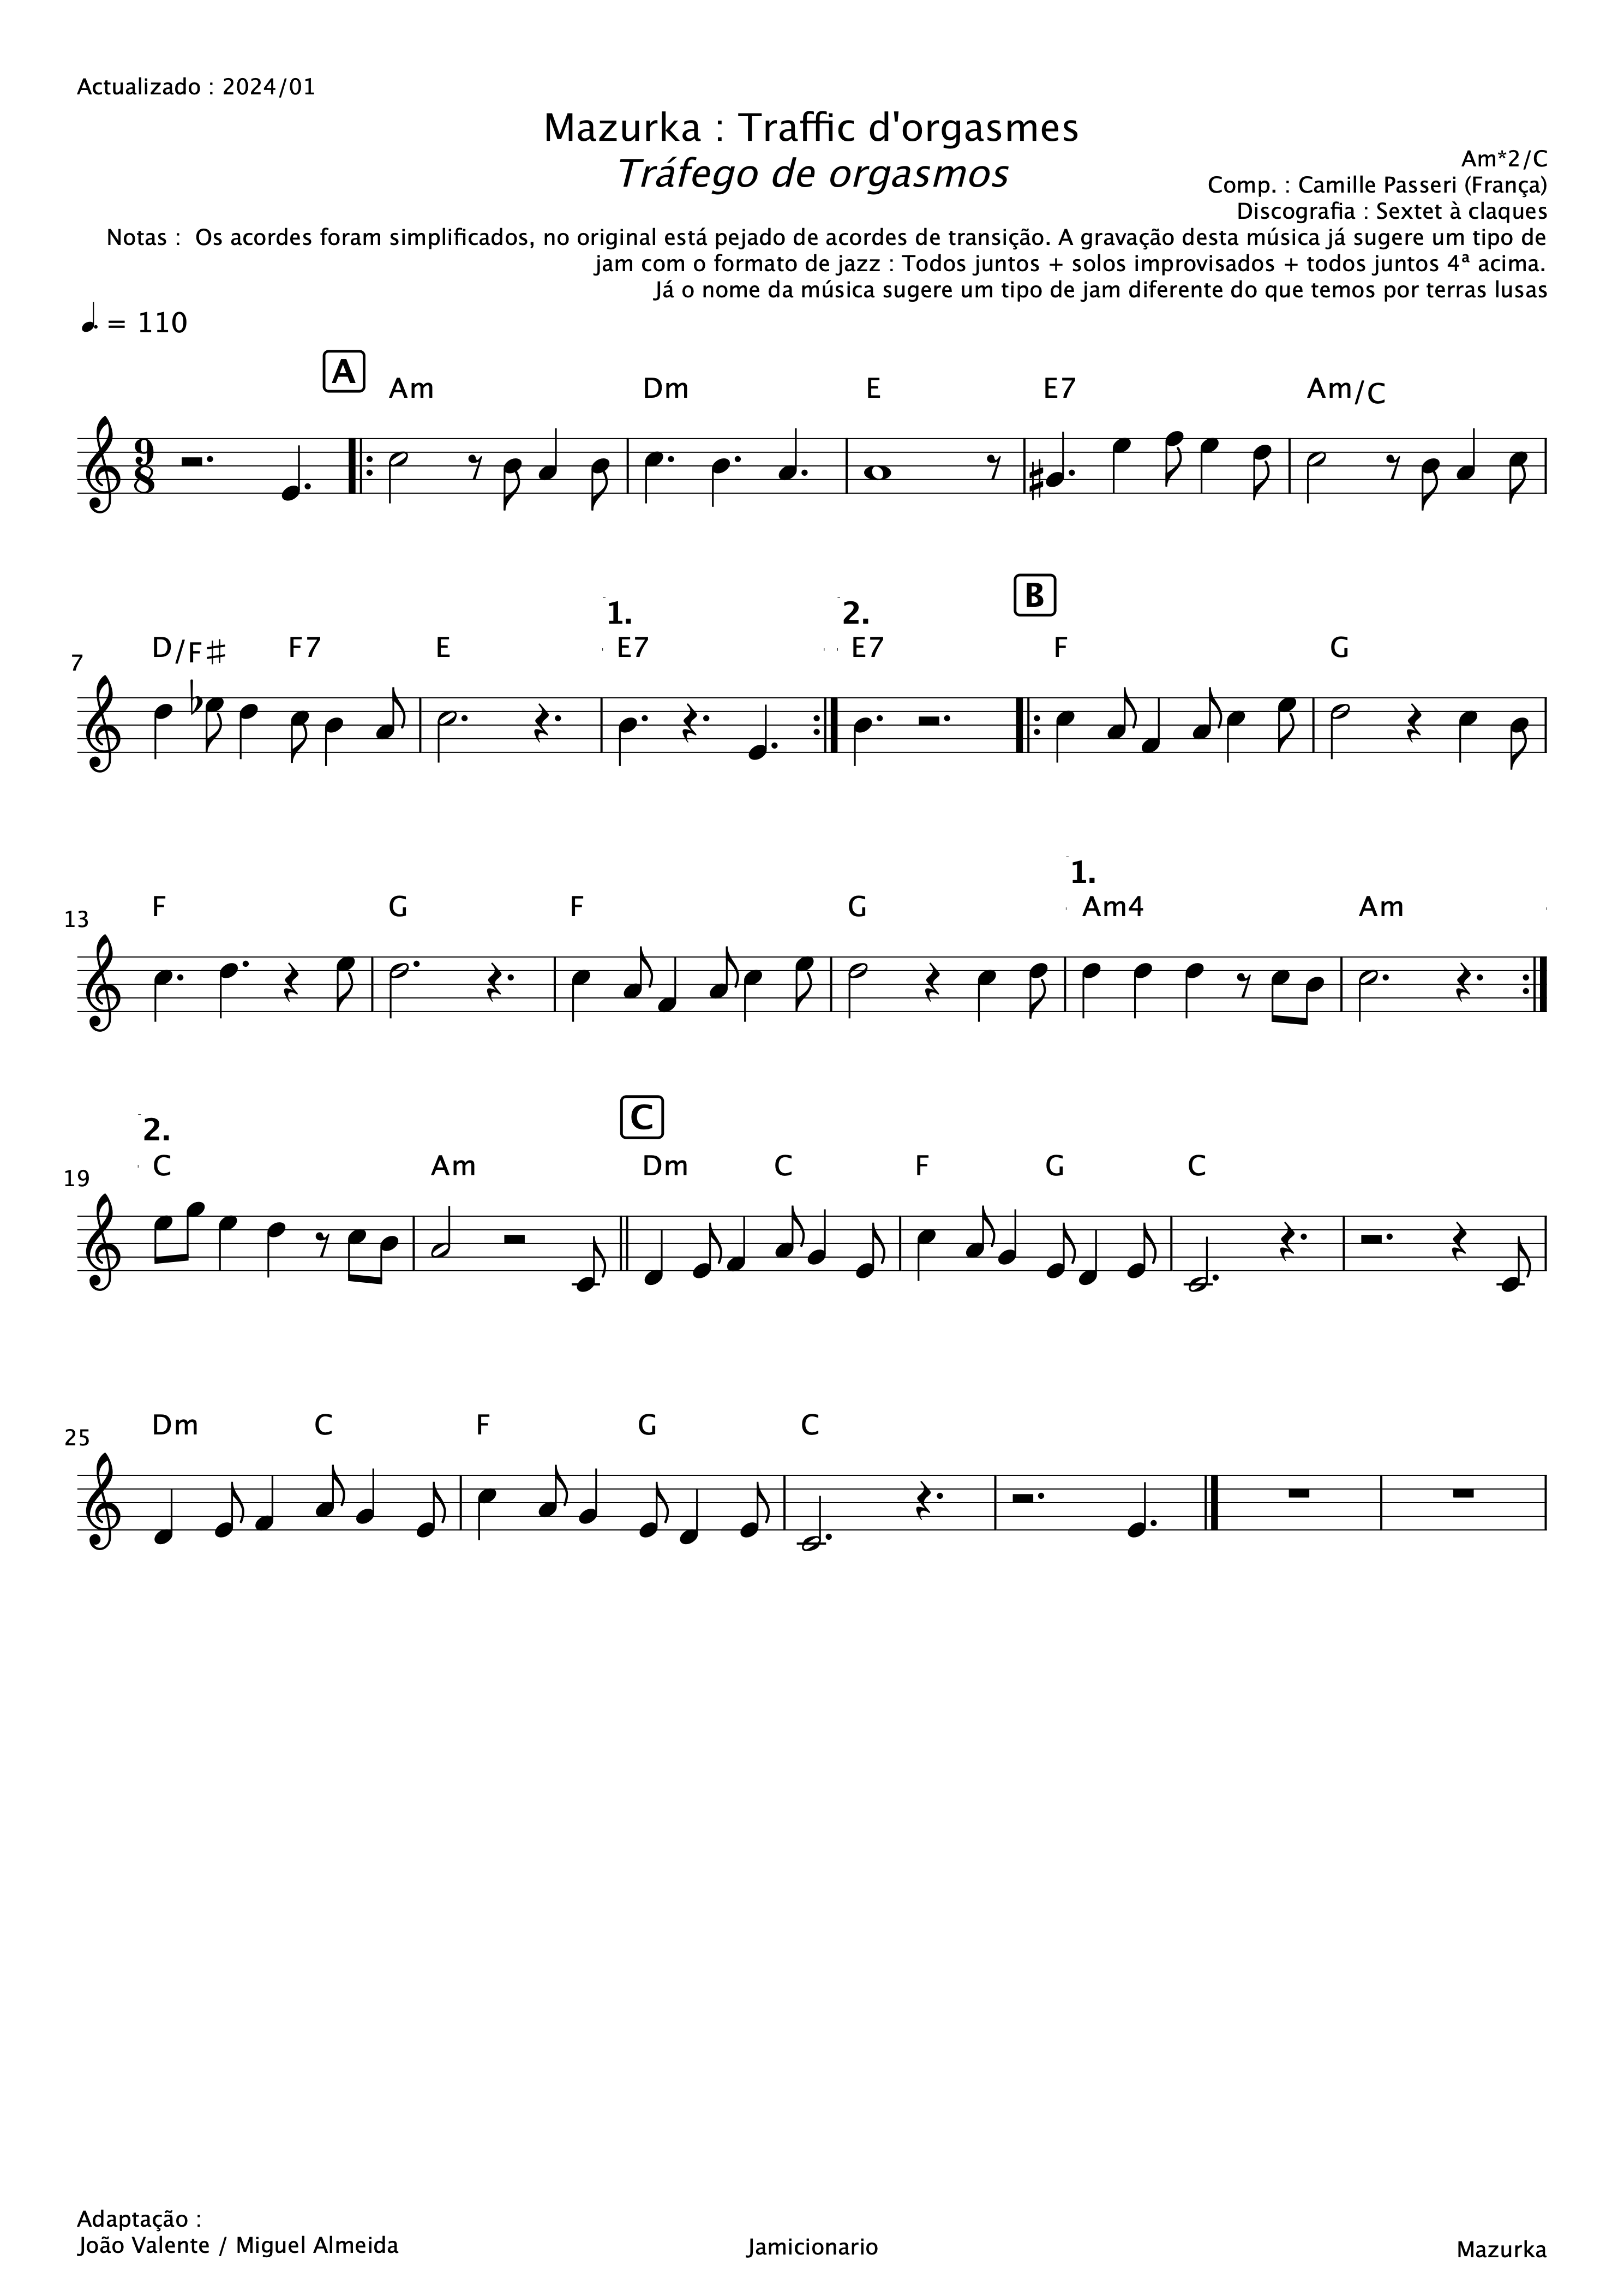 Actualizado : 2024/01
Mazurka : Traffic d'orgasmes
Tráfego de orgasmos
Am*2/C
Comp. : Camille Passeri (França)
Discografia : Sextet à claques
Notas : Os acordes foram simplificados, no original está pejado de acordes de transição. A gravação desta música já sugere um tipo de
jam com o formato de jazz : Todos juntos + solos improvisados + todos juntos 4ª acima.
Já o nome da música sugere um tipo de jam diferente do que temos por terras lusas
= 110
A
Am Dm E E7 Am/C
9
8
1. 2. B
D/F♯ F7 E E7 E7 F G
7
1.
F G F G Am4 Am
13
2. C
C Am Dm C F G C
19
Dm C F G C
25
Adaptação :
João Valente / Miguel Almeida
Jamicionario
Mazurka